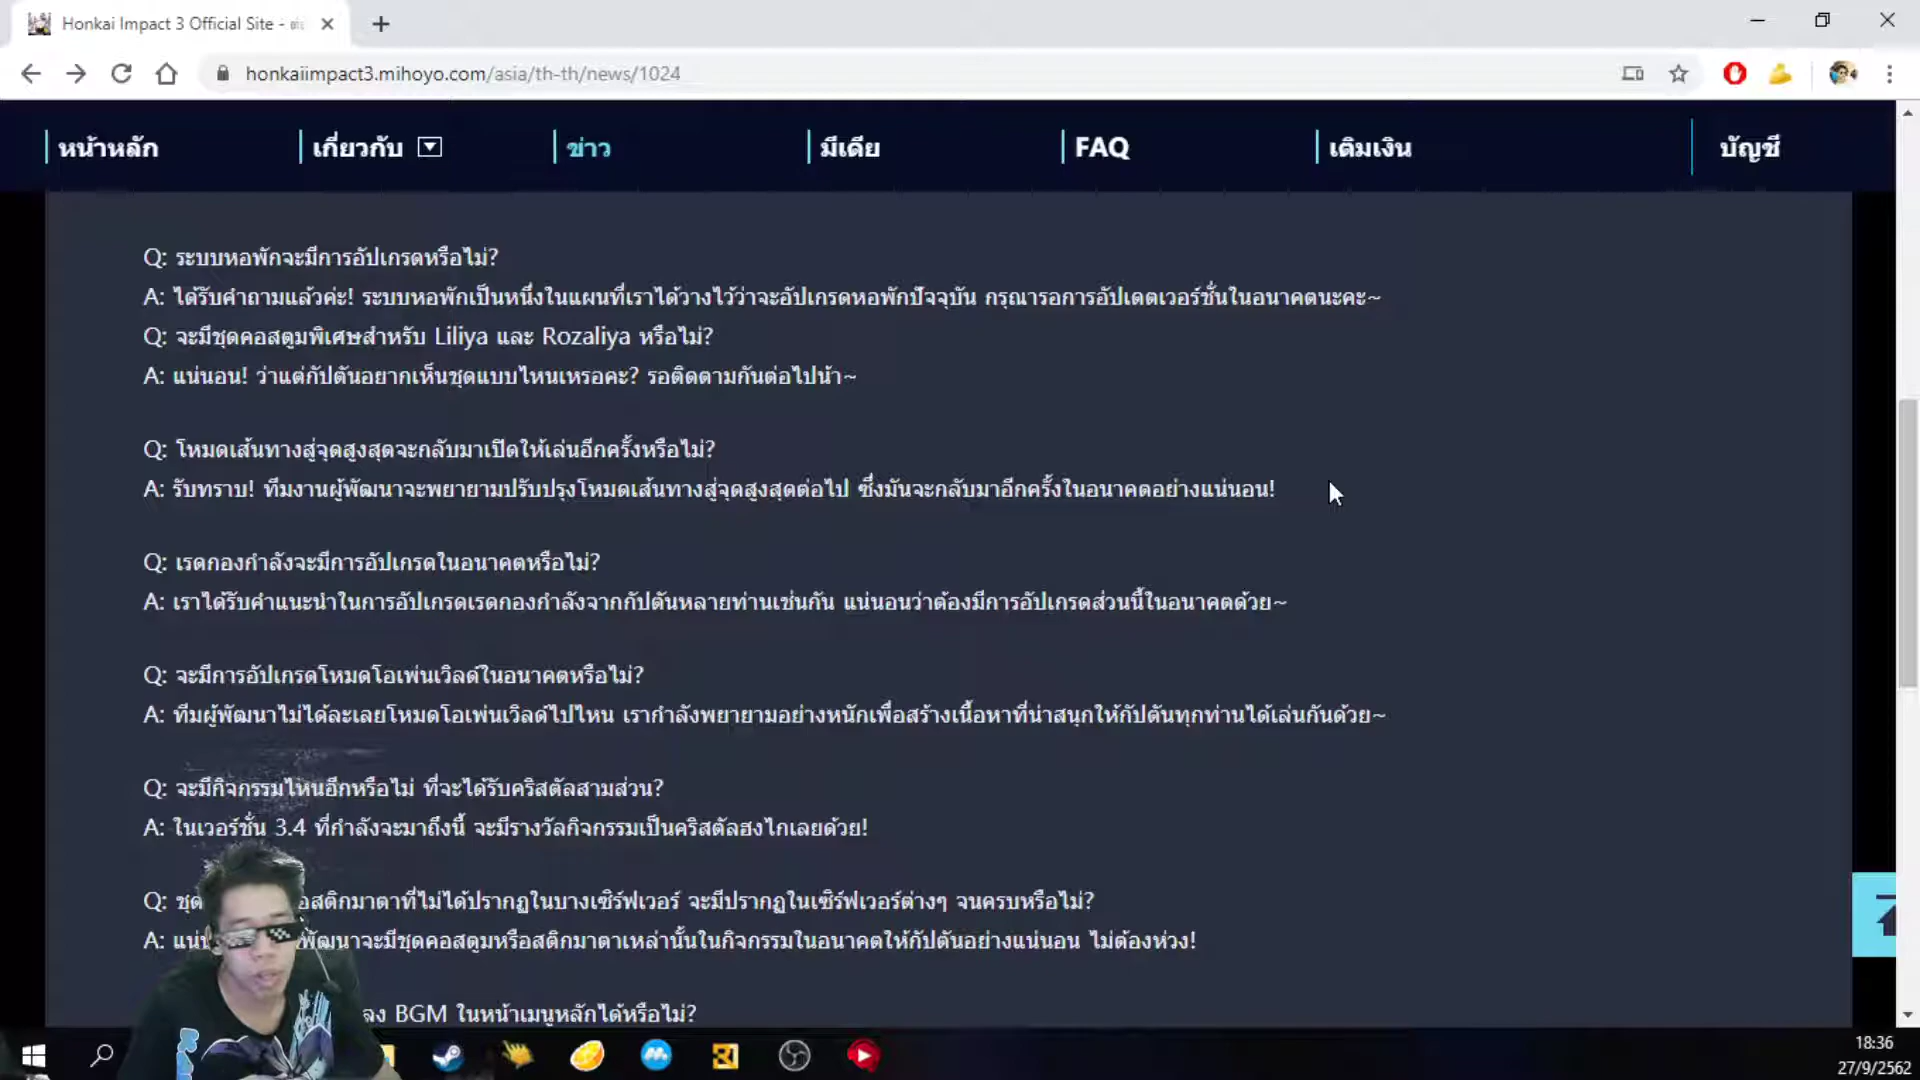 Honkai Impact 3 Official Site -
honkaiimpact3.mihoyo.com/asia/th-th/news/1024
หน้าหลัก เกี่ยวกับ ข่าว มีเดีย FAQ เติมเงิน บัญชี
Q: ระบบหอพักจะมีการอัปเกรดหรือไม่?
A: ได้รับคำถามแล้วค่ะ! ระบบหอพักเป็นหนึ่งในแผนที่เราได้วางไว้ว่าจะอัปเกรดหอพักปัจจุบัน กรุณารอการอัปเดตเวอร์ชั่นในอนาคตนะคะ~
Q: จะมีชุดคอสตูมพิเศษสำหรับ Liliya และ Rozaliya หรือไม่?
A: แน่นอน! ว่าแต่กัปตันอยากเห็นชุดแบบไหนเหรอคะ? รอติดตามกันต่อไปน้า~
Q: โหมดเส้นทางสู่จุดสูงสุดจะกลับมาเปิดให้เล่นอีกครั้งหรือไม่?
A: รับทราบ! ทีมงานผู้พัฒนาจะพยายามปรับปรุงโหมดเส้นทางสู่จุดสูงสุดต่อไป ซึ่งมันจะกลับมาอีกครั้งในอนาคตอย่างแน่นอน!
Q: เรดกองกำลังจะมีการอัปเกรดในอนาคตหรือไม่?
A: เราได้รับคำแนะนำในการอัปเกรดเรดกองกำลังจากกัปตันหลายท่านเช่นกัน แน่นอนว่าต้องมีการอัปเกรดส่วนนี้ในอนาคตด้วย~
Q: จะมีการอัปเกรดโหมดโอเพ่นเวิลด์ในอนาคตหรือไม่?
A: ทีมผู้พัฒนาไม่ได้ละเลยโหมดโอเพ่นเวิลด์ไปไหน เรากำลังพยายามอย่างหนักเพื่อสร้างเนื้อหาที่น่าสนุกให้กัปตันทุกท่านได้เล่นกันด้วย~
Q: จะมีกิจกรรมไหนอีกหรือไม่ ที่จะได้รับคริสตัลสามส่วน?
A: ในเวอร์ชั่น 3.4 ที่กำลังจะมาถึงนี้ จะมีรางวัลกิจกรรมเป็นคริสตัลฮงไกเลยด้วย!
Q: ชุด อสติกมาตาที่ไม่ได้ปรากฏในบางเซิร์ฟเวอร์ จะมีปรากฏในเซิร์ฟเวอร์ต่างๆ จนครบหรือไม่?
A: พัฒนาจะมีชุดคอสตูมหรือสติกมาตาเหล่านั้นในกิจกรรมในอนาคตให้กัปตันอย่างแน่นอน ไม่ต้องห่วง!
ลง BGM ในหน้าเมนูหลักได้หรือไม่?
18:36
27/9/2562